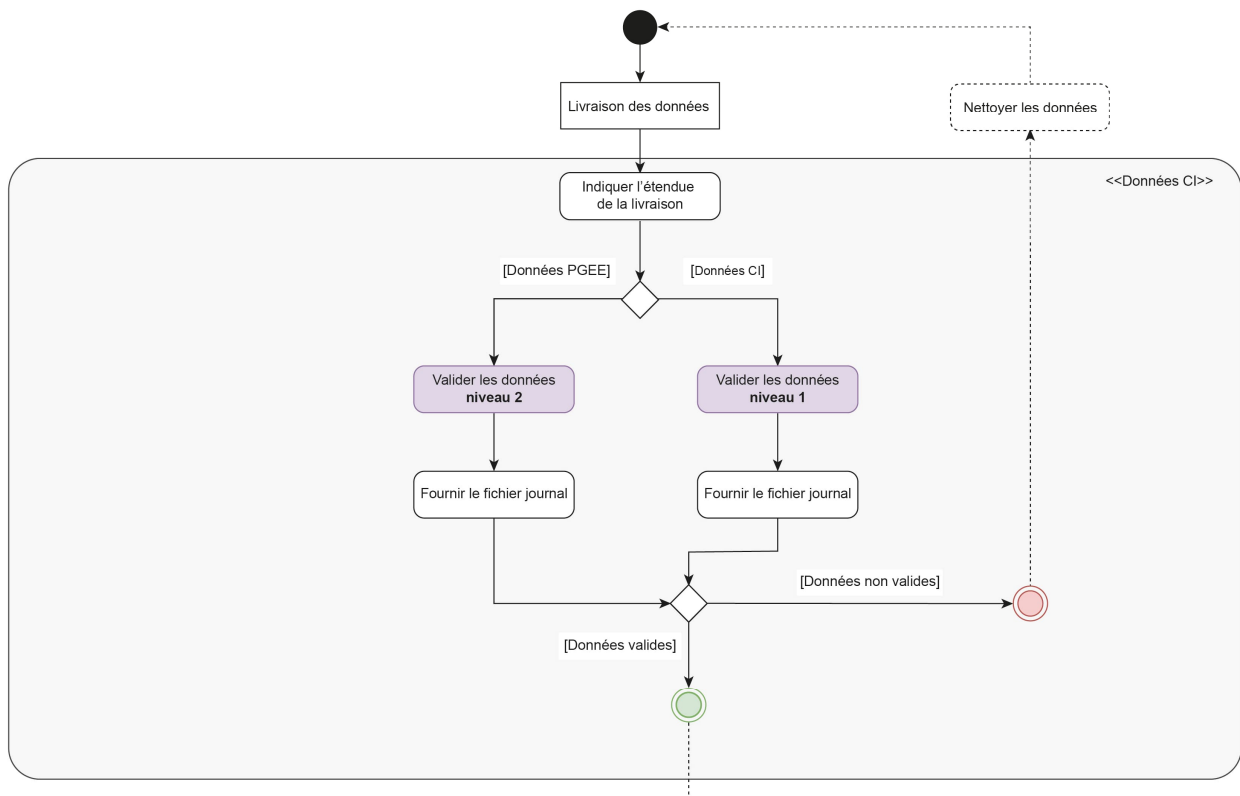 Livraison des données
Nettoyer les données
<<Données CI>>
Indiquer l'étendue
de la livraison
[Données PGEE]
[Données CI]
Valider les données
niveau 2
Valider les données
niveau 1
Fournir le fichier journal
Fournir le fichier journal
[Données non valides]
[Données valides]